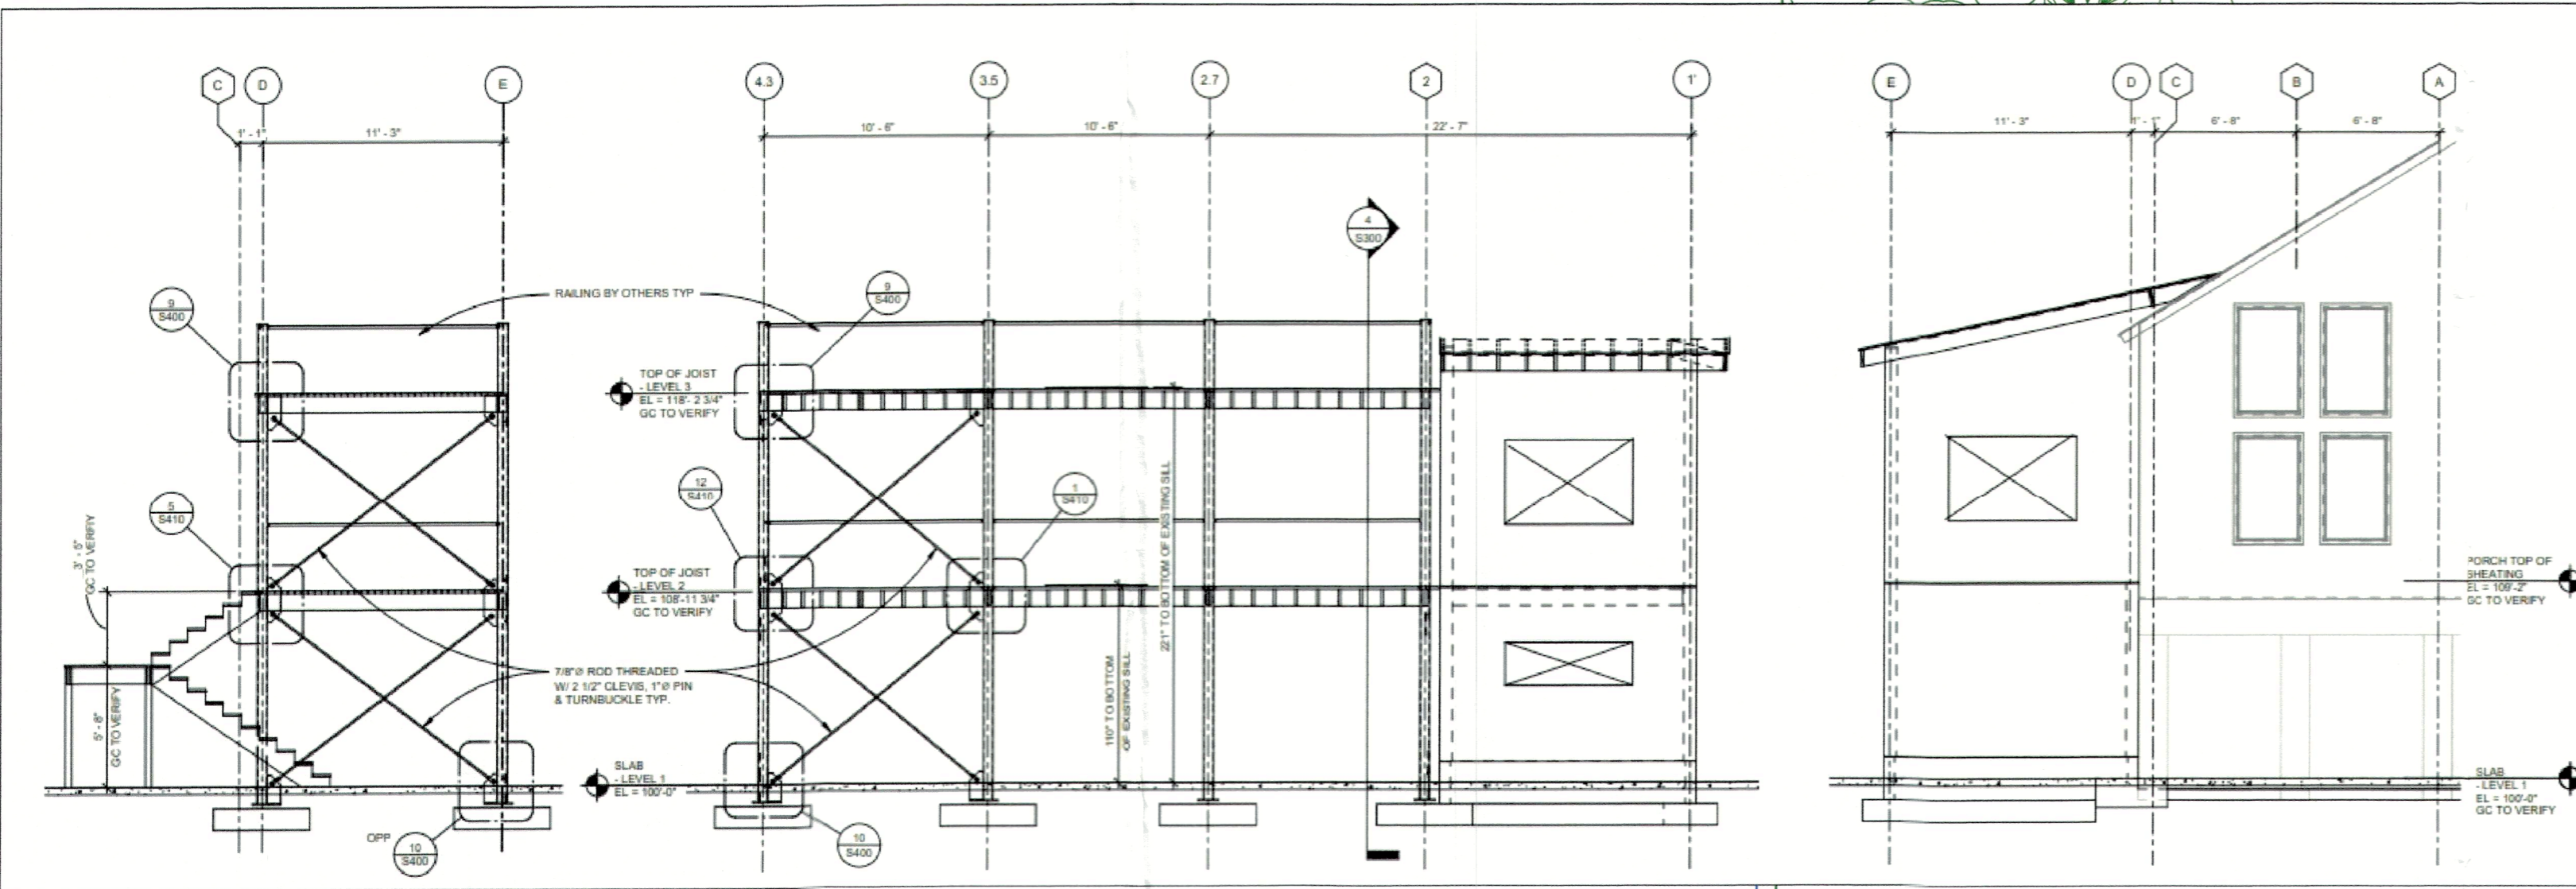 C
D
E
4.3
3.5
2.7
2
1'
E
D
C
B
A
1' - 1"
11' - 3"
10' - 6"
10' - 6"
22' - 7"
11' - 3"
1' - 1"
6' - 8"
6' - 8"
4
S300
9
S400
RAILING BY OTHERS TYP
9
S400
TOP OF JOIST
- LEVEL 3
EL = 118'- 2 3/4"
GC TO VERIFY
5
S410
12
S410
1
S410
3' - 5"
GC TO VERIFIY
TOP OF JOIST
- LEVEL 2
EL = 108'-11 3/4"
GC TO VERIFY
221" TO BOTTOM OF EXISTING SILL
PORCH TOP OF
SHEATING
EL = 109'-2"
GC TO VERIFY
7/8"Ø ROD THREADED
W/ 2 1/2" CLEVIS, 1"Ø PIN
& TURNBUCKLE TYP.
5' - 8"
GC TO VERIFY
110" TO BOTTOM
OF EXISTING SILL
SLAB
- LEVEL 1
EL = 100'-0"
SLAB
- LEVEL 1
EL = 100'-0"
GC TO VERIFY
OPP
10
S400
10
S400